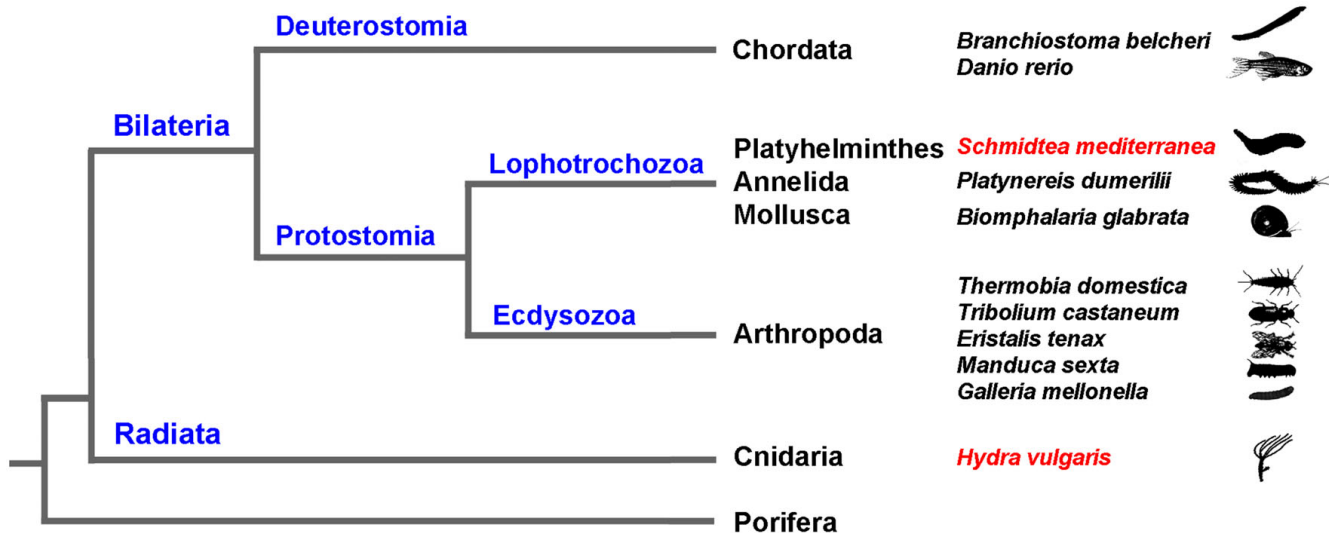 Deuterostomia
Chordata
Branchiostoma belcheri
Danio rerio
Bilateria
Lophotrochozoa
Platyhelminthes
Schmidtea mediterranea
Annelida
Platynereis dumerilii
Mollusca
Biomphalaria glabrata
Protostomia
Ecdysozoa
Arthropoda
Thermobia domestica
Tribolium castaneum
Eristalis tenax
Manduca sexta
Galleria mellonella
Radiata
Cnidaria
Hydra vulgaris
Porifera